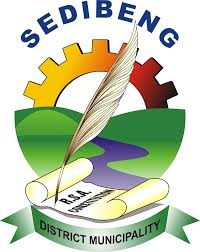 SEDIBENG
R.S.A.
CONSTITUTION
DISTRICT MUNICIPALITY